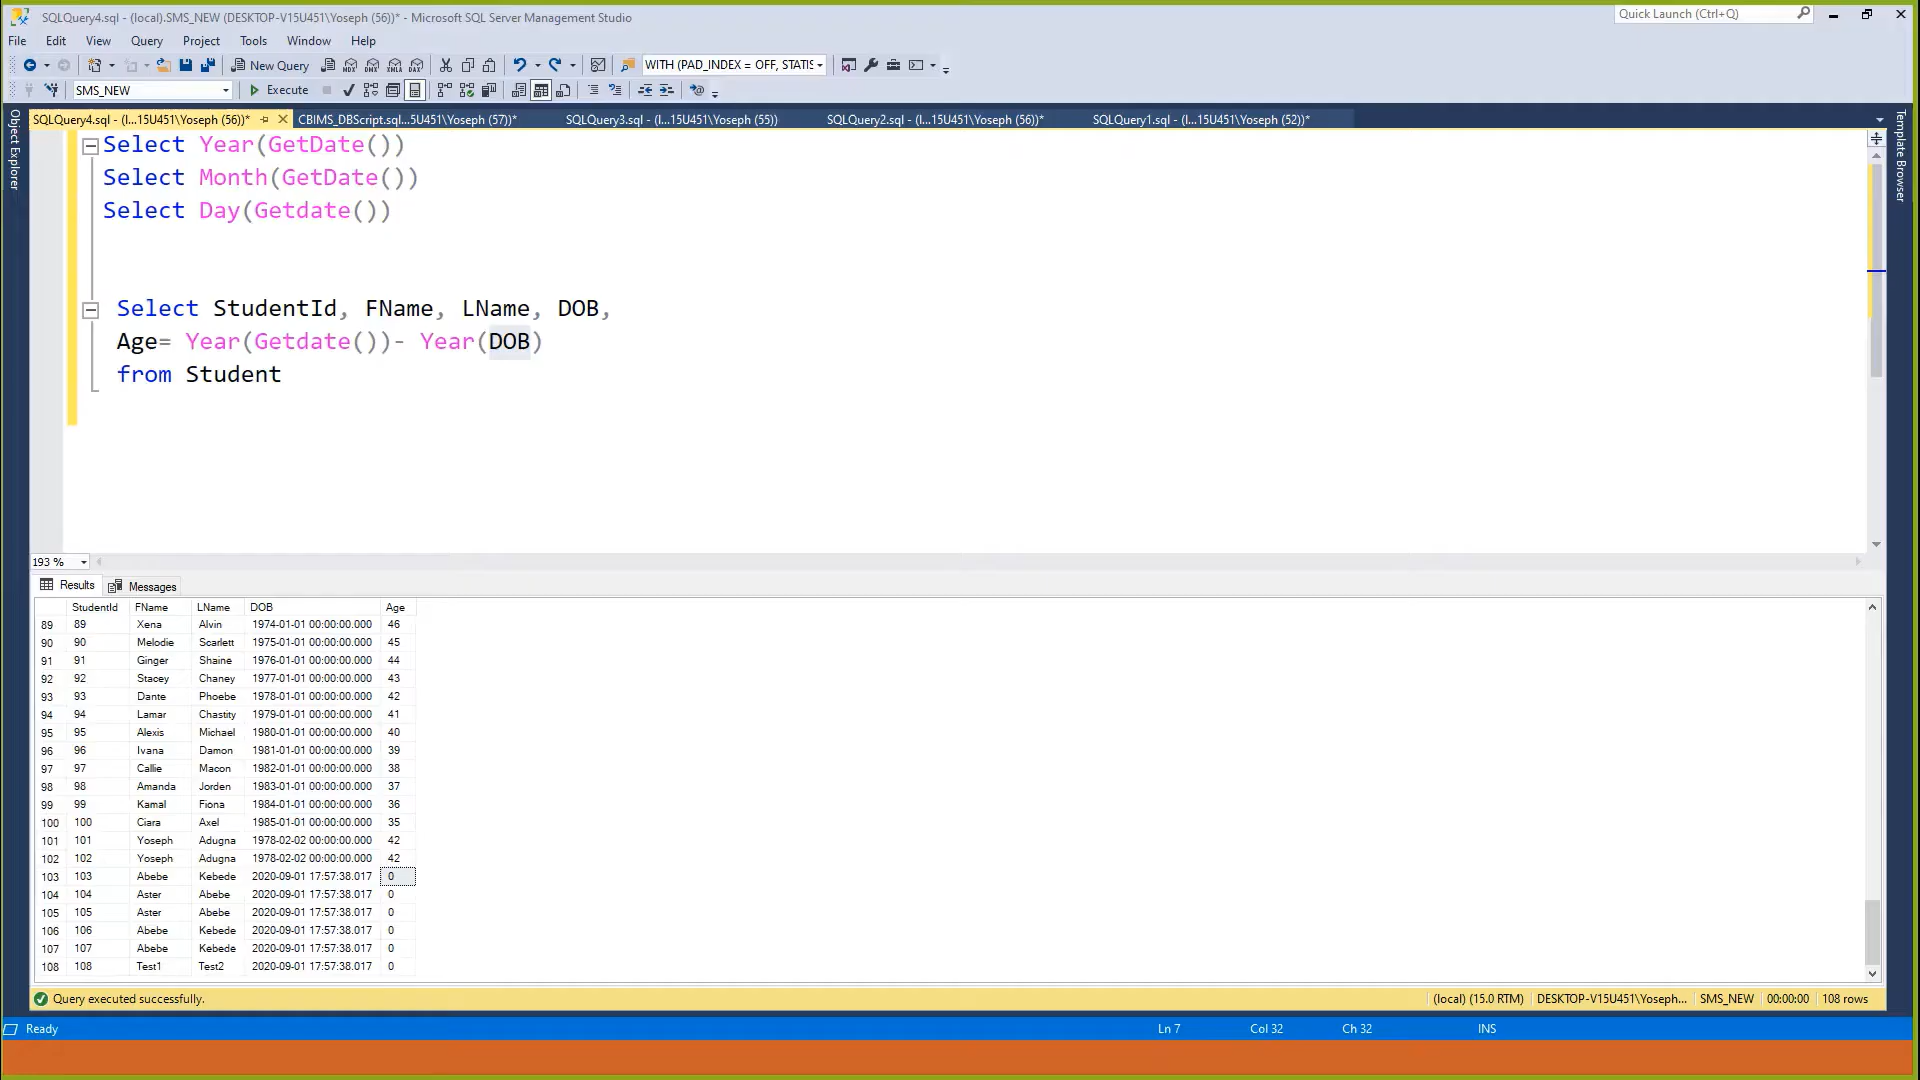 SQLQuery4.sql - (local).SMS_NEW (DESKTOP-V15U451\Yoseph (56))* - Microsoft SQL Server Management Studio
Quick Launch (Ctrl+Q)
File Edit View Query Project Tools Window Help
New Query MDX DMX XMLA DAX WITH (PAD_INDEX = OFF, STATIS
SMS_NEW Execute
SQLQuery4.sql - (l...15U451\Yoseph (56))* CBIMS_DBScript.sql...5U451\Yoseph (57))* SQLQuery3.sql - (l...15U451\Yoseph (55)) SQLQuery2.sql - (l...15U451\Yoseph (56))* SQLQuery1.sql - (l...15U451\Yoseph (52))*
Object Explorer
Template Browser
Select Year(GetDate())
Select Month(GetDate())
Select Day(Getdate())
Select StudentId, FName, LName, DOB,
Age= Year(Getdate())- Year(DOB)
from Student
193 %
Results Messages
StudentId FName LName DOB Age
89 89 Xena Alvin 1974-01-01 00:00:00.000 46
90 90 Melodie Scarlett 1975-01-01 00:00:00.000 45
91 91 Ginger Shaine 1976-01-01 00:00:00.000 44
92 92 Stacey Chaney 1977-01-01 00:00:00.000 43
93 93 Dante Phoebe 1978-01-01 00:00:00.000 42
94 94 Lamar Chastity 1979-01-01 00:00:00.000 41
95 95 Alexis Michael 1980-01-01 00:00:00.000 40
96 96 Ivana Damon 1981-01-01 00:00:00.000 39
97 97 Callie Macon 1982-01-01 00:00:00.000 38
98 98 Amanda Jorden 1983-01-01 00:00:00.000 37
99 99 Kamal Fiona 1984-01-01 00:00:00.000 36
100 100 Ciara Axel 1985-01-01 00:00:00.000 35
101 101 Yoseph Adugna 1978-02-02 00:00:00.000 42
102 102 Yoseph Adugna 1978-02-02 00:00:00.000 42
103 103 Abebe Kebede 2020-09-01 17:57:38.017 0
104 104 Aster Abebe 2020-09-01 17:57:38.017 0
105 105 Aster Abebe 2020-09-01 17:57:38.017 0
106 106 Abebe Kebede 2020-09-01 17:57:38.017 0
107 107 Abebe Kebede 2020-09-01 17:57:38.017 0
108 108 Test1 Test2 2020-09-01 17:57:38.017 0
Query executed successfully. (local) (15.0 RTM) DESKTOP-V15U451\Yoseph... SMS_NEW 00:00:00 108 rows
Ready Ln 7 Col 32 Ch 32 INS